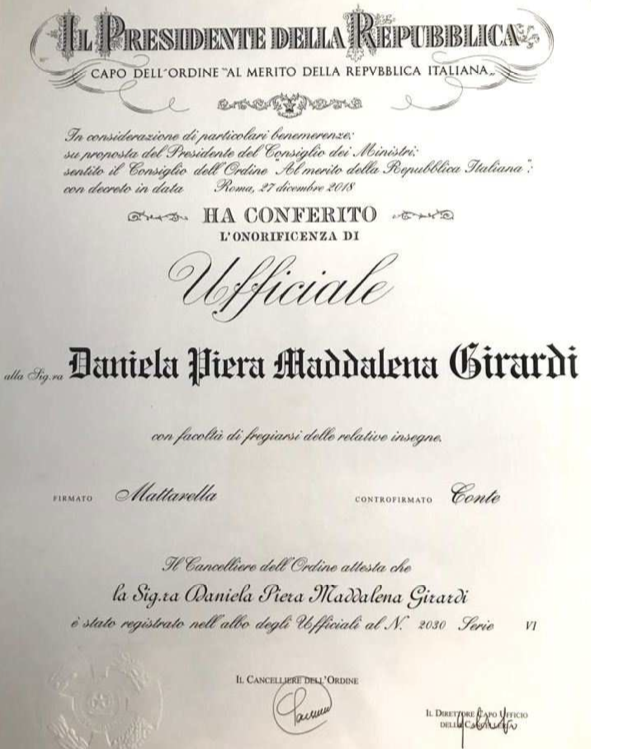 IL PRESIDENTE DELLA REPUBBLICA
CAPO DELL'ORDINE "AL MERITO DELLA REPVBBLICA ITALIANA"
In considerazione di particolari benemerenze;
su proposta del Presidente del Consiglio dei Ministri;
sentito il Consiglio dell'Ordine "Al merito della Repubblica Italiana";
con decreto in data Roma, 27 dicembre 2018
HA CONFERITO
L'ONORIFICENZA DI
Ufficiale
alla Sig.ra Daniela Piera Maddalena Girardi
con facoltà di fregiarsi delle relative insegne.
FIRMATO Mattarella CONTROFIRMATO Conte
Il Cancelliere dell'Ordine attesta che
la Sig.ra Daniela Piera Maddalena Girardi
è stato registrato nell'albo degli Ufficiali al N. 2030 Serie VI
IL CANCELLIERE DELL'ORDINE
IL DIRETTORE CAPO UFFICIO
DELLA CANCELLERIA